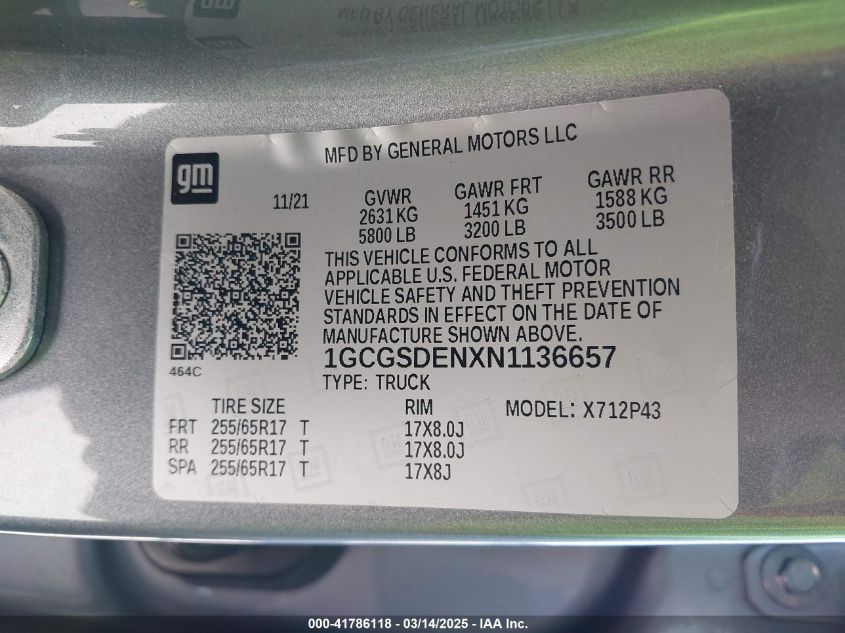 MFD BY GENERAL MOTORS LLC
gm
11/21
GVWR
2631 KG
5800 LB
GAWR FRT
1451 KG
3200 LB
GAWR RR
1588 KG
3500 LB
THIS VEHICLE CONFORMS TO ALL
APPLICABLE U.S. FEDERAL MOTOR
VEHICLE SAFETY AND THEFT PREVENTION
STANDARDS IN EFFECT ON THE DATE OF
MANUFACTURE SHOWN ABOVE.
464C
1GCGSDENXN1136657
TYPE: TRUCK
MODEL: X712P43
TIRE SIZE RIM
FRT 255/65R17 T 17X8.0J
RR 255/65R17 T 17X8.0J
SPA 255/65R17 T 17X8J
000-41786118 - 03/14/2025 - IAA Inc.